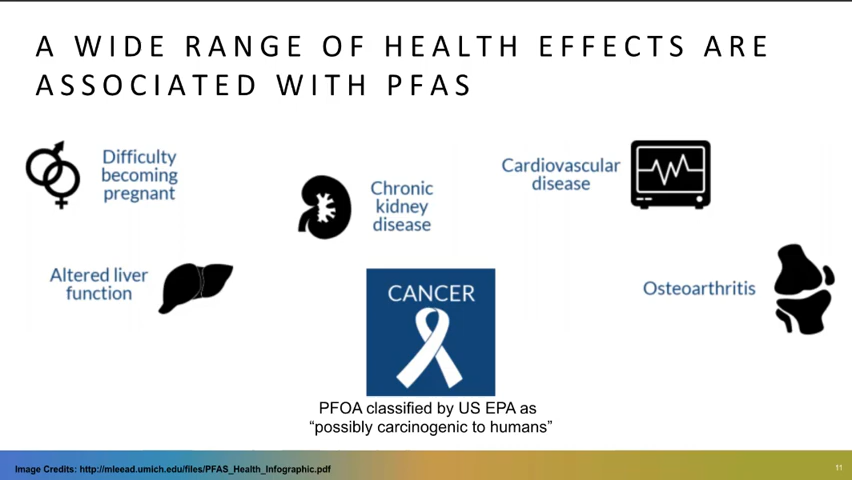 A WIDE RANGE OF HEALTH EFFECTS ARE
ASSOCIATED WITH PFAS
Difficulty
becoming
pregnant
Chronic
kidney
disease
Cardiovascular
disease
Altered liver
function
CANCER
Osteoarthritis
PFOA classified by US EPA as
“possibly carcinogenic to humans”
Image Credits: http://mleead.umich.edu/files/PFAS_Health_Infographic.pdf
11